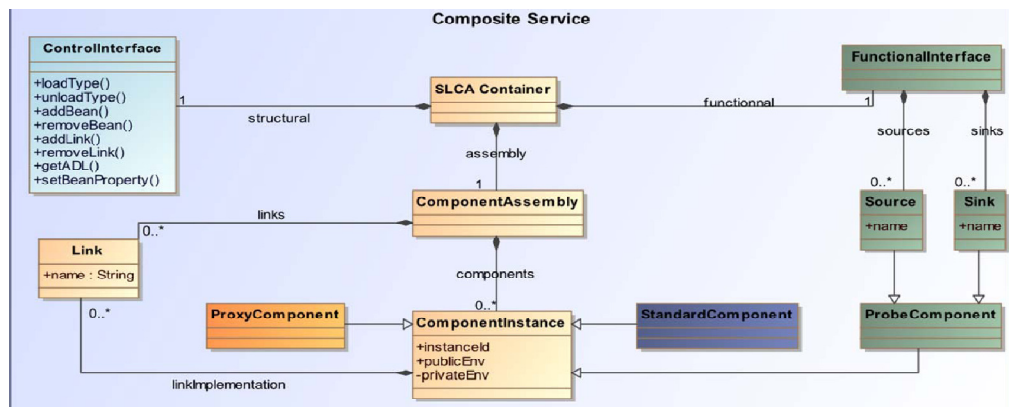 Composite Service
ControlInterface
+loadType()
+unloadType()
+addBean()
+removeBean()
+addLink()
+removeLink()
+getADL()
+setBeanProperty()
1
structural
SLCA Container
functionnal
1
FunctionalInterface
sources
sinks
assembly
1
0..*
0..*
ComponentAssembly
Source
+name
Sink
+name
links
0..*
Link
+name : String
0..*
components
0..*
ProxyComponent
ComponentInstance
+instanceId
+publicEnv
-privateEnv
StandardComponent
ProbeComponent
linkImplementation